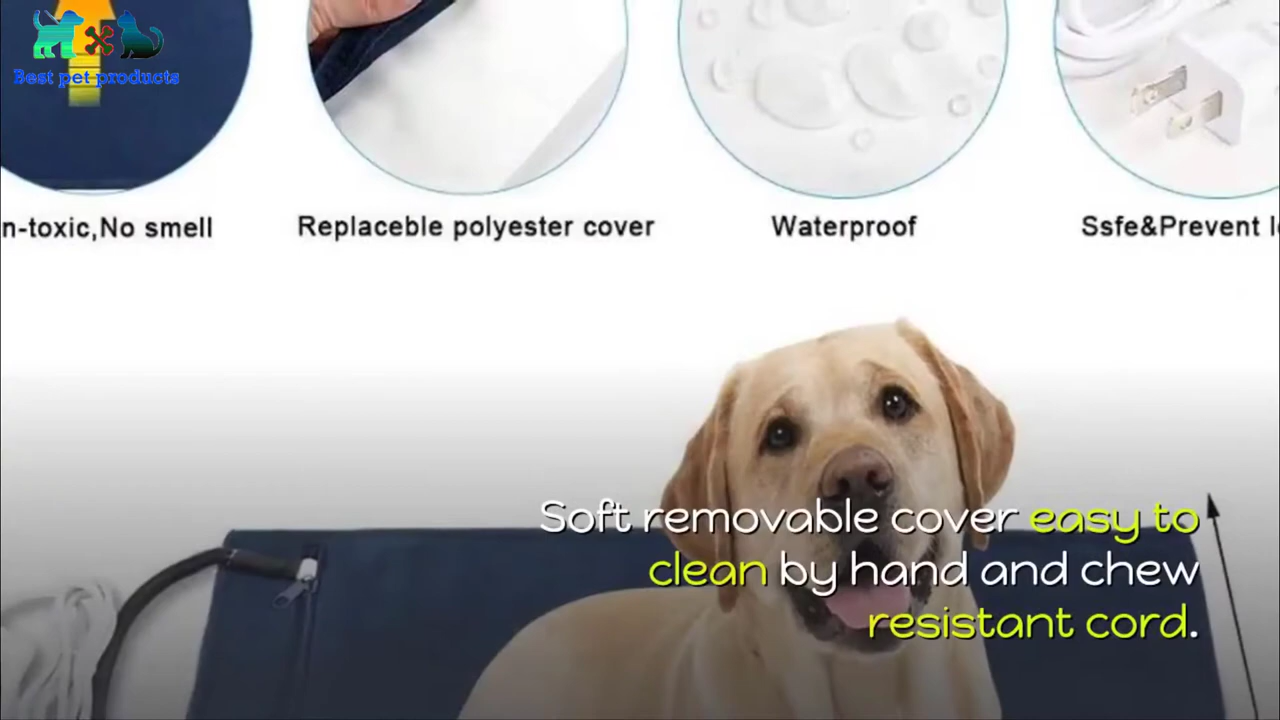 Best pet products
n-toxic,No smell
Replaceble polyester cover
Waterproof
Ssfe&Prevent l
Soft removable cover easy to
clean by hand and chew
resistant cord.